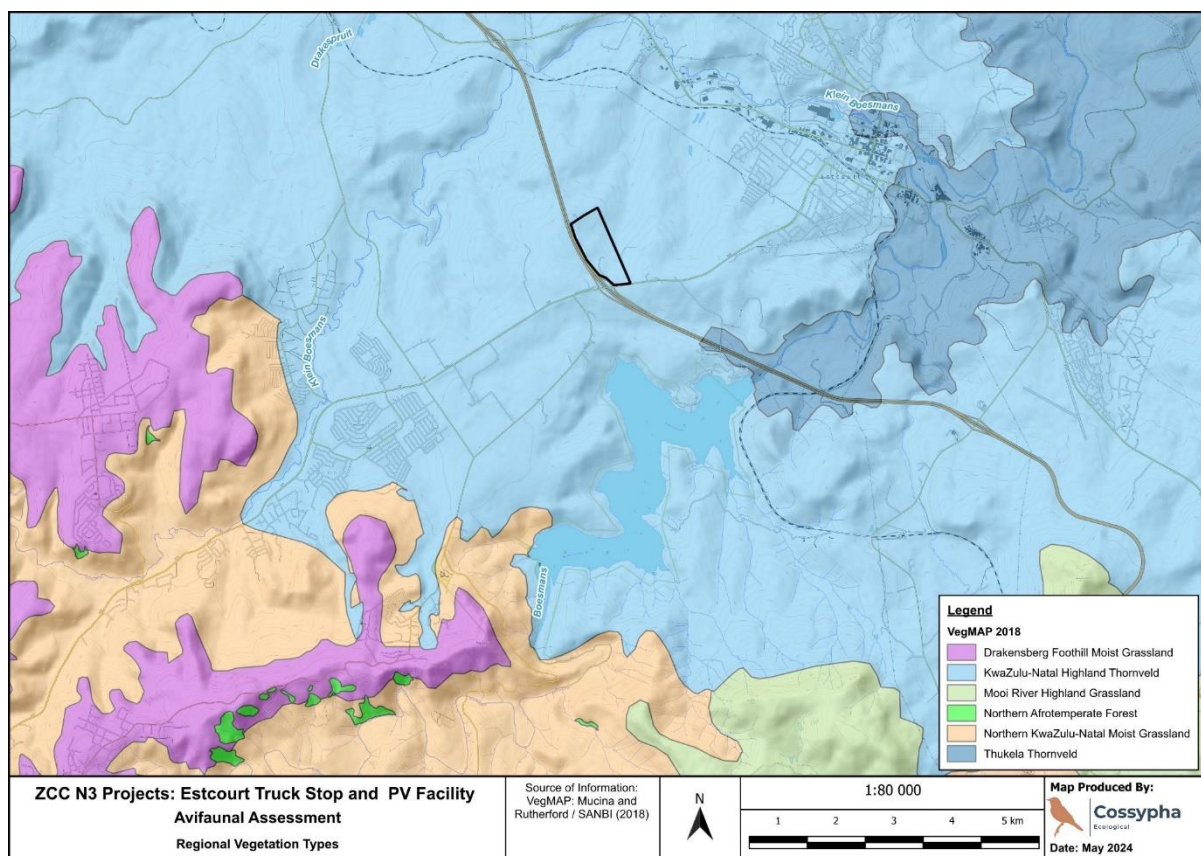 Drakespruit
Klein Boesmans
Klein Boesmans
Boesmans
Legend
VegMAP 2018
Drakensberg Foothill Moist Grassland
KwaZulu-Natal Highland Thornveld
Mooi River Highland Grassland
Northern Afrotemperate Forest
Northern KwaZulu-Natal Moist Grassland
Thukela Thornveld
ZCC N3 Projects: Estcourt Truck Stop and PV Facility
Avifaunal Assessment
Regional Vegetation Types
Source of Information:
VegMAP: Mucina and
Rutherford / SANBI (2018)
N
1:80 000
1 2 3 4 5 km
Map Produced By:
Cossypha
Ecological
Date: May 2024